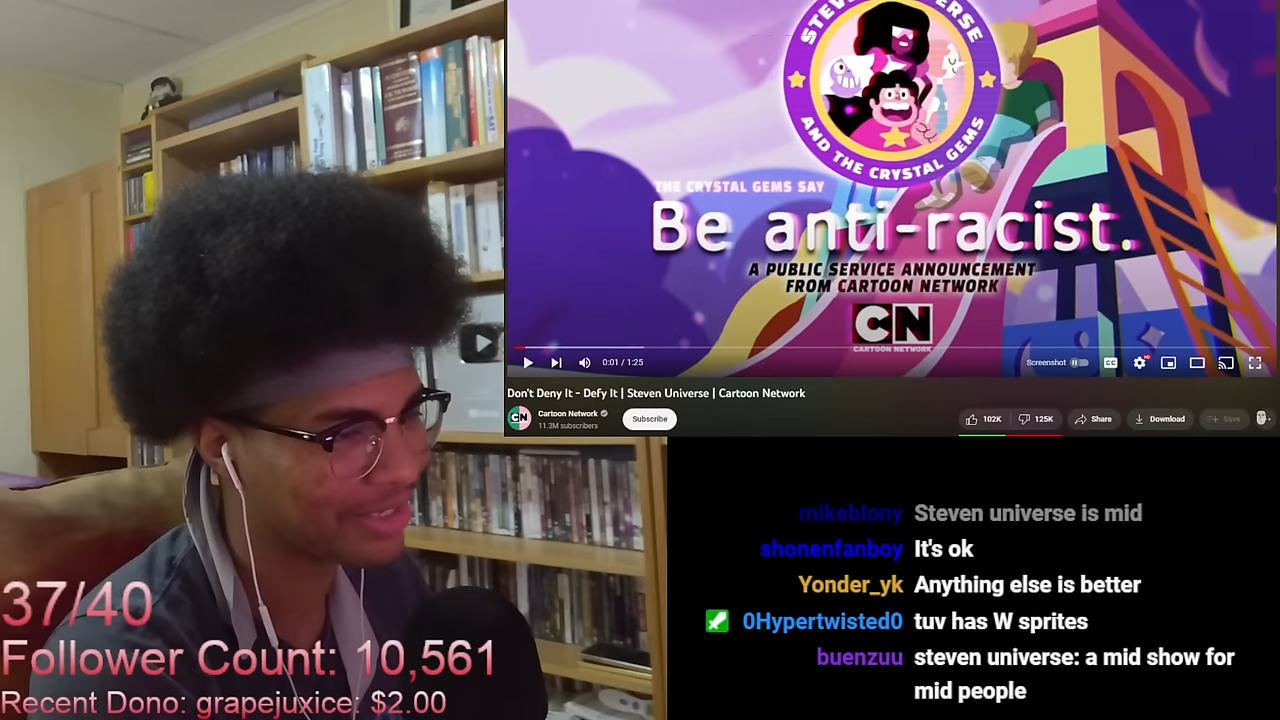 STEVEN UNIVERSE
AND THE CRYSTAL GEMS
THE CRYSTAL GEMS SAY
Be anti-racist.
A PUBLIC SERVICE ANNOUNCEMENT
FROM CARTOON NETWORK
CN
CARTOON NETWORK
0:01 / 1:25
Screenshot
CC
HD
Don't Deny It - Defy It | Steven Universe | Cartoon Network
CN
Cartoon Network
11.3M subscribers
Subscribe
102K
125K
Share
Download
Save
mikeblony Steven universe is mid
shonenfanboy It's ok
Yonder_yk Anything else is better
0Hypertwisted0 tuv has W sprites
buenzuu steven universe: a mid show for
mid people
37/40
Follower Count: 10,561
Recent Dono: grapejuxice: $2.00